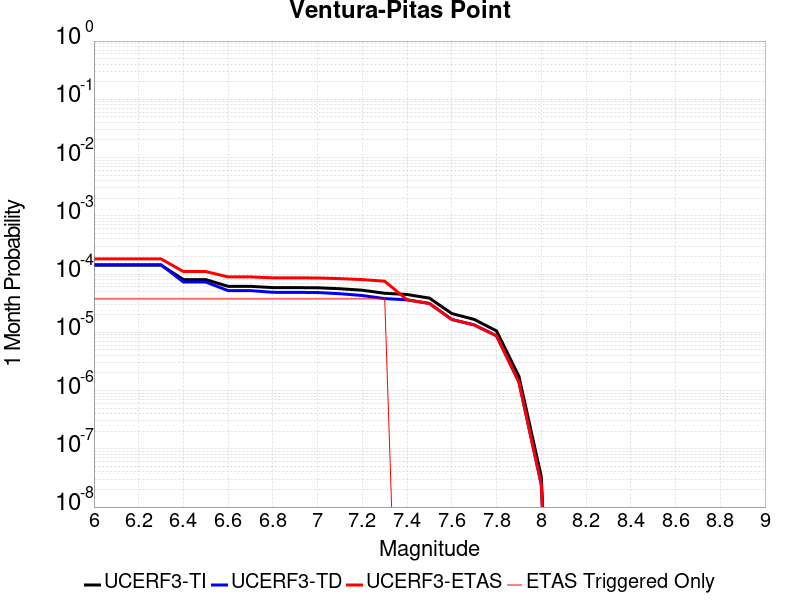 Ventura-Pitas Point
10^0
10^-1
10^-2
10^-3
10^-4
10^-5
10^-6
10^-7
10^-8
1 Month Probability
6 6.2 6.4 6.6 6.8 7 7.2 7.4 7.6 7.8 8 8.2 8.4 8.6 8.8 9
Magnitude
UCERF3-TI UCERF3-TD UCERF3-ETAS ETAS Triggered Only